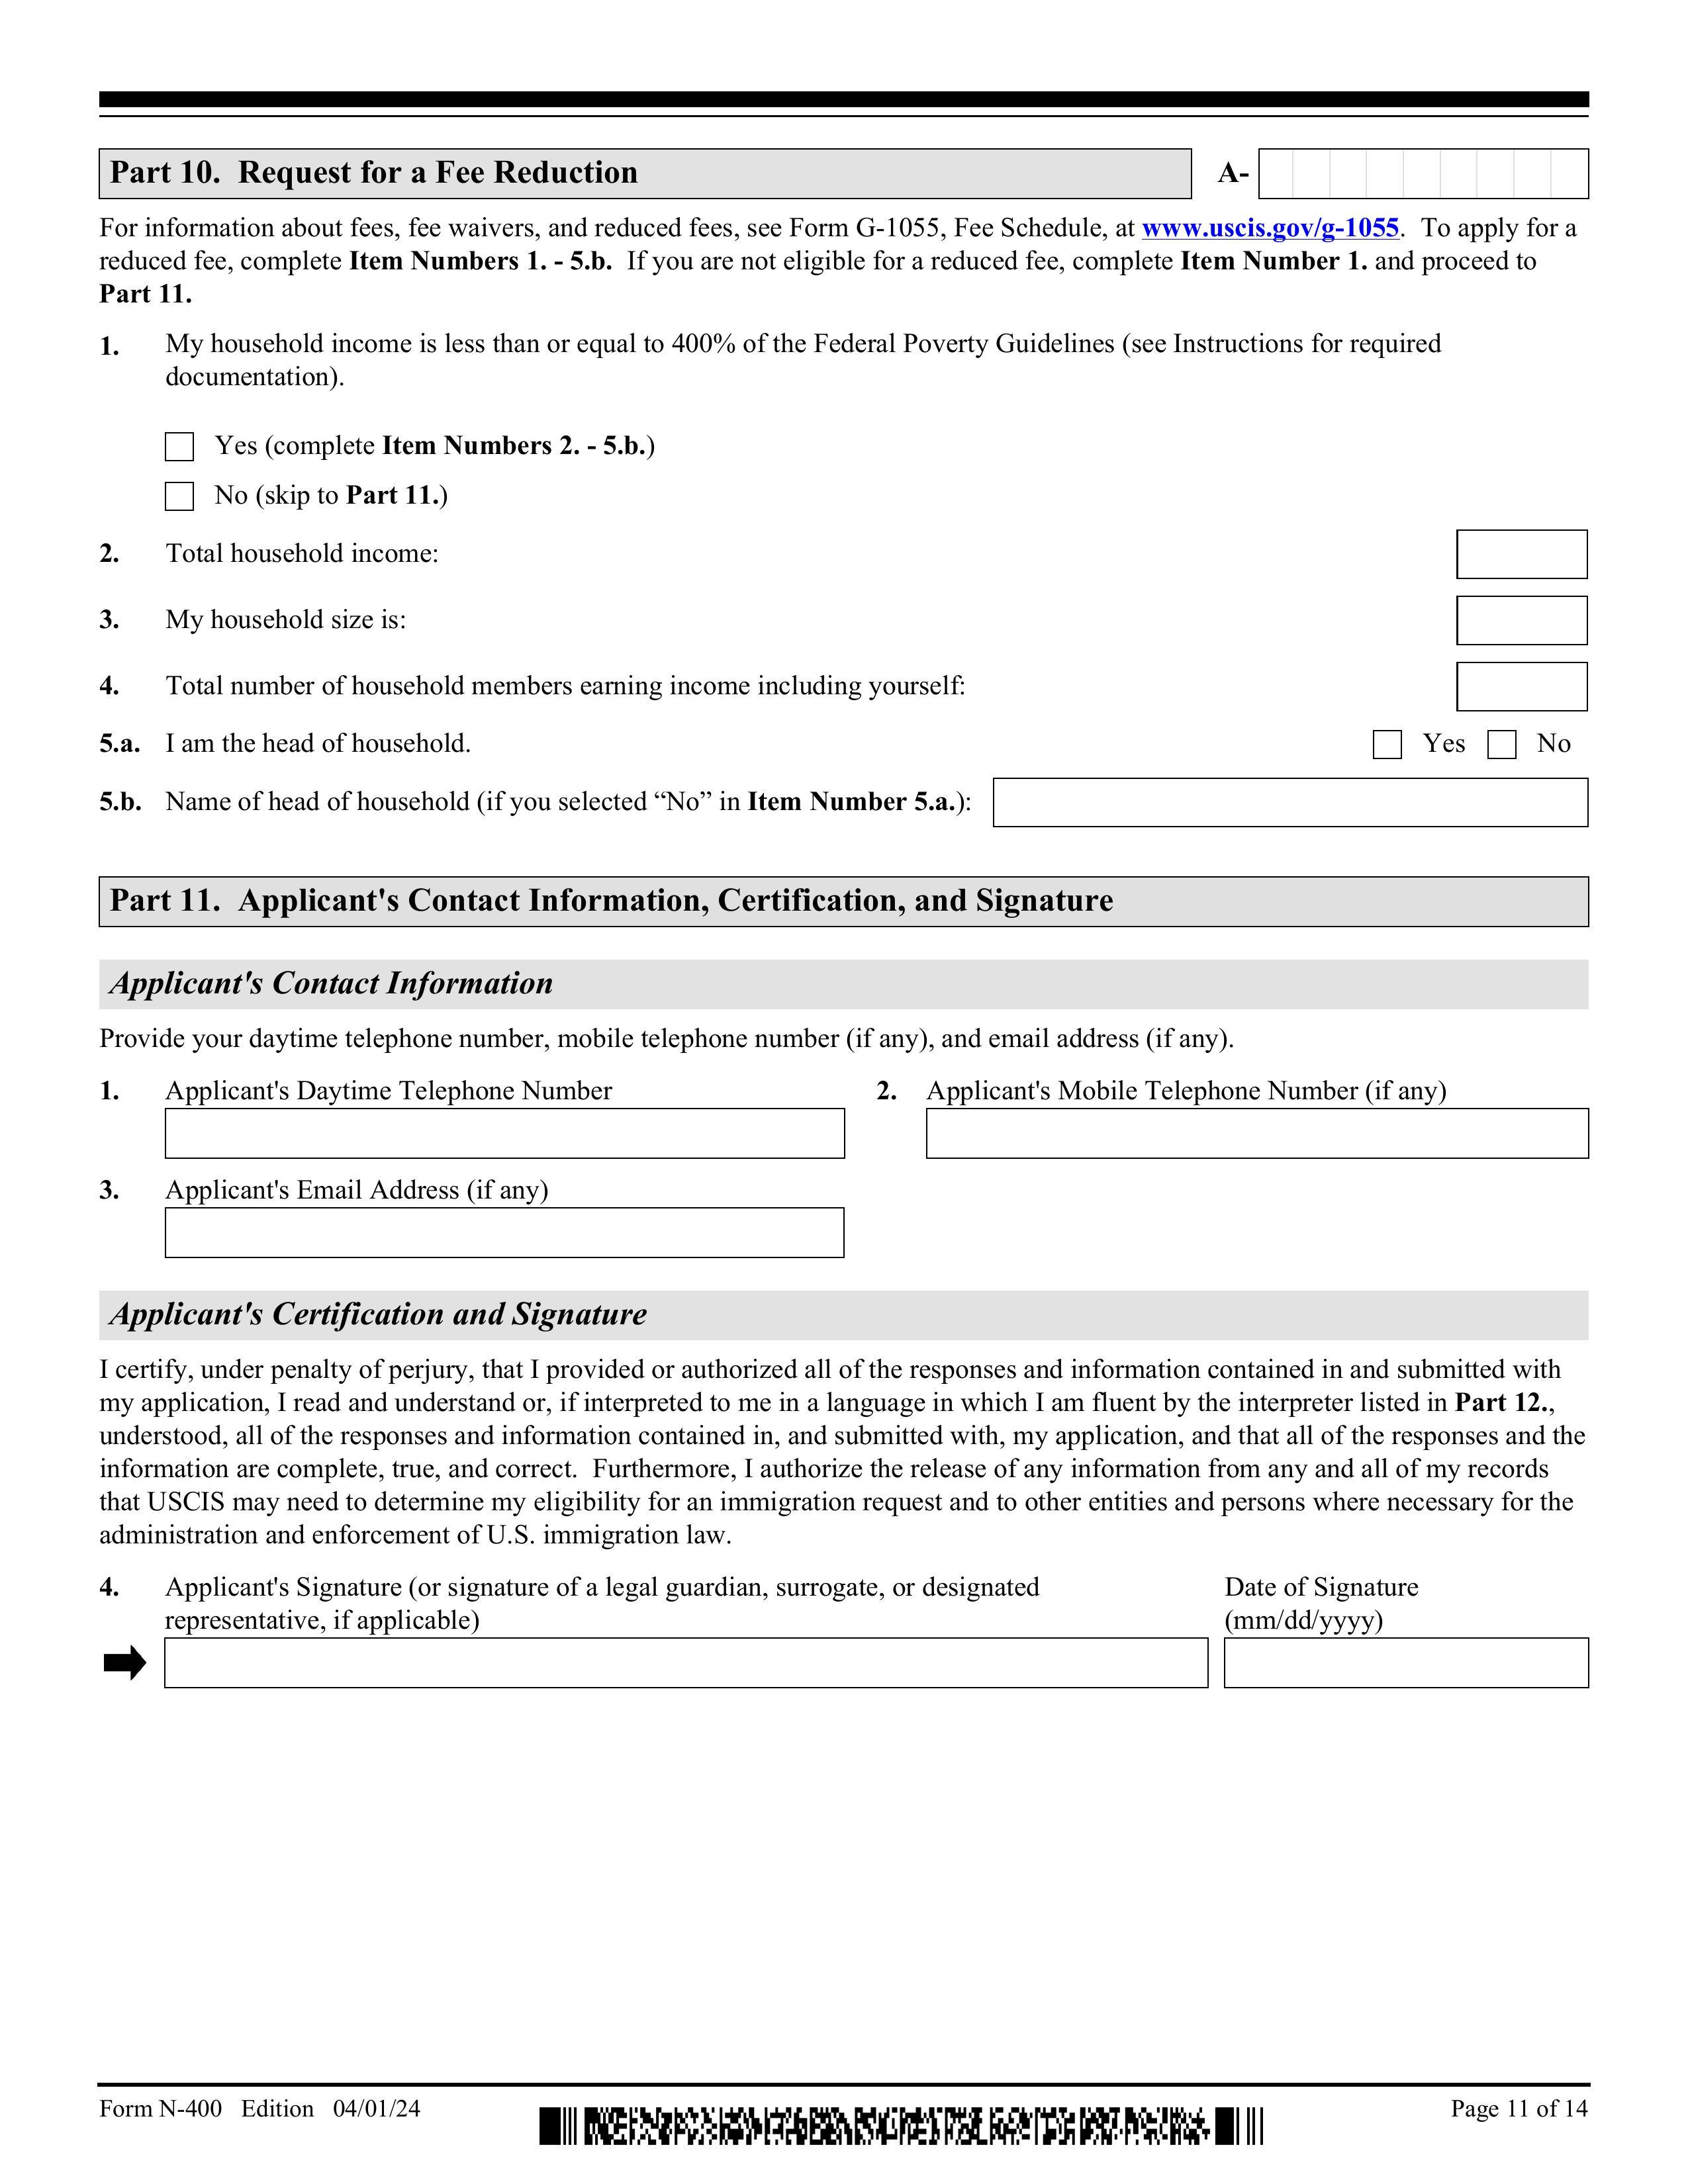 Part 10. Request for a Fee Reduction
A-
For information about fees, fee waivers, and reduced fees, see Form G-1055, Fee Schedule, at www.uscis.gov/g-1055. To apply for a
reduced fee, complete Item Numbers 1. - 5.b. If you are not eligible for a reduced fee, complete Item Number 1. and proceed to
Part 11.
1. My household income is less than or equal to 400% of the Federal Poverty Guidelines (see Instructions for required
documentation).
Yes (complete Item Numbers 2. - 5.b.)
No (skip to Part 11.)
2. Total household income:
3. My household size is:
4. Total number of household members earning income including yourself:
5.a. I am the head of household. Yes No
5.b. Name of head of household (if you selected “No” in Item Number 5.a.):
Part 11. Applicant's Contact Information, Certification, and Signature
Applicant's Contact Information
Provide your daytime telephone number, mobile telephone number (if any), and email address (if any).
1. Applicant's Daytime Telephone Number
2. Applicant's Mobile Telephone Number (if any)
3. Applicant's Email Address (if any)
Applicant's Certification and Signature
I certify, under penalty of perjury, that I provided or authorized all of the responses and information contained in and submitted with
my application, I read and understand or, if interpreted to me in a language in which I am fluent by the interpreter listed in Part 12.,
understood, all of the responses and information contained in, and submitted with, my application, and that all of the responses and the
information are complete, true, and correct. Furthermore, I authorize the release of any information from any and all of my records
that USCIS may need to determine my eligibility for an immigration request and to other entities and persons where necessary for the
administration and enforcement of U.S. immigration law.
4. Applicant's Signature (or signature of a legal guardian, surrogate, or designated
representative, if applicable)
Date of Signature
(mm/dd/yyyy)
Form N-400 Edition 04/01/24
Page 11 of 14